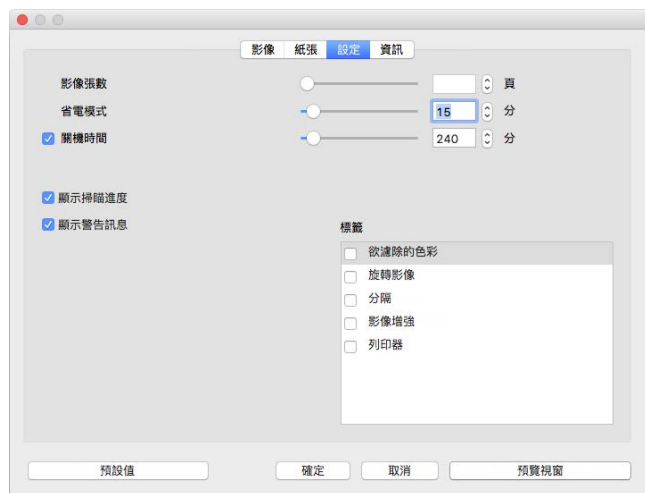 影像 紙張 設定 資訊
影像張數 頁
省電模式 15 分
關機時間 240 分
顯示掃瞄進度
顯示警告訊息
標籤
欲濾除的色彩
旋轉影像
分隔
影像增強
列印器
預設值 確定 取消 預覽視窗